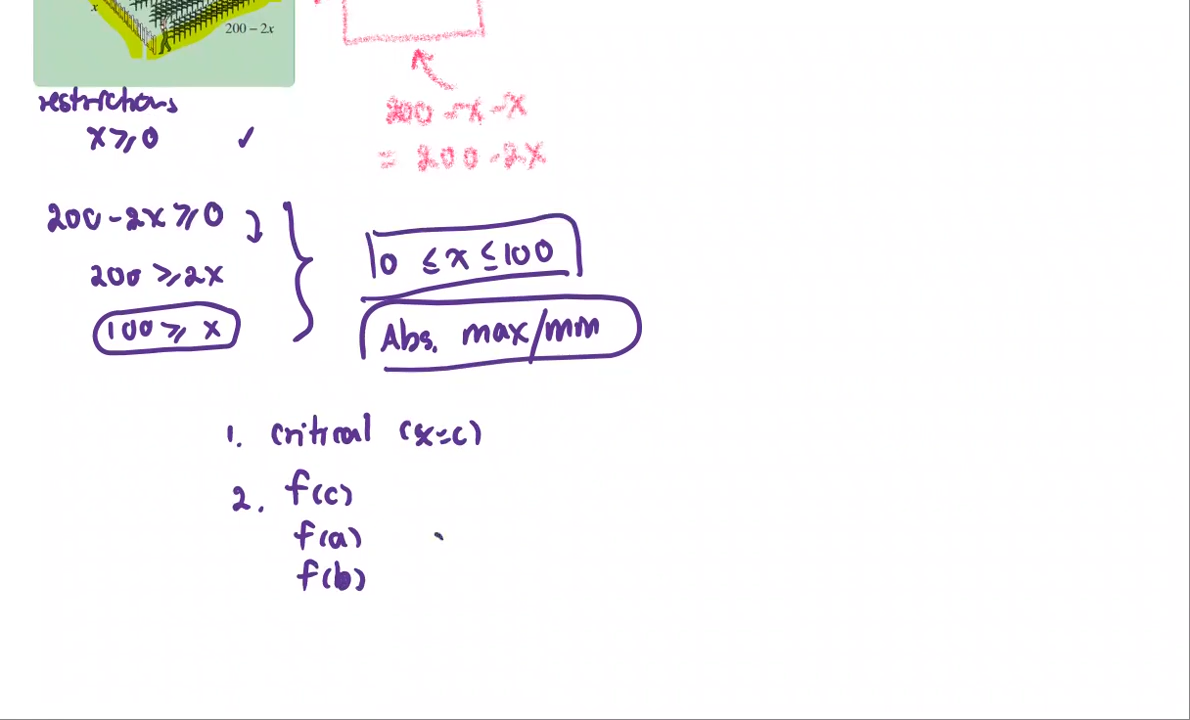 x
200 – 2x
200 - x - x
= 200 - 2x
restrictions
x ≥ 0 ✓
200 - 2x ≥ 0
200 ≥ 2x
100 ≥ x
0 ≤ x ≤ 100
Abs. max/min
1. critical (x=c)
2. f(c)
f(a)
f(b)